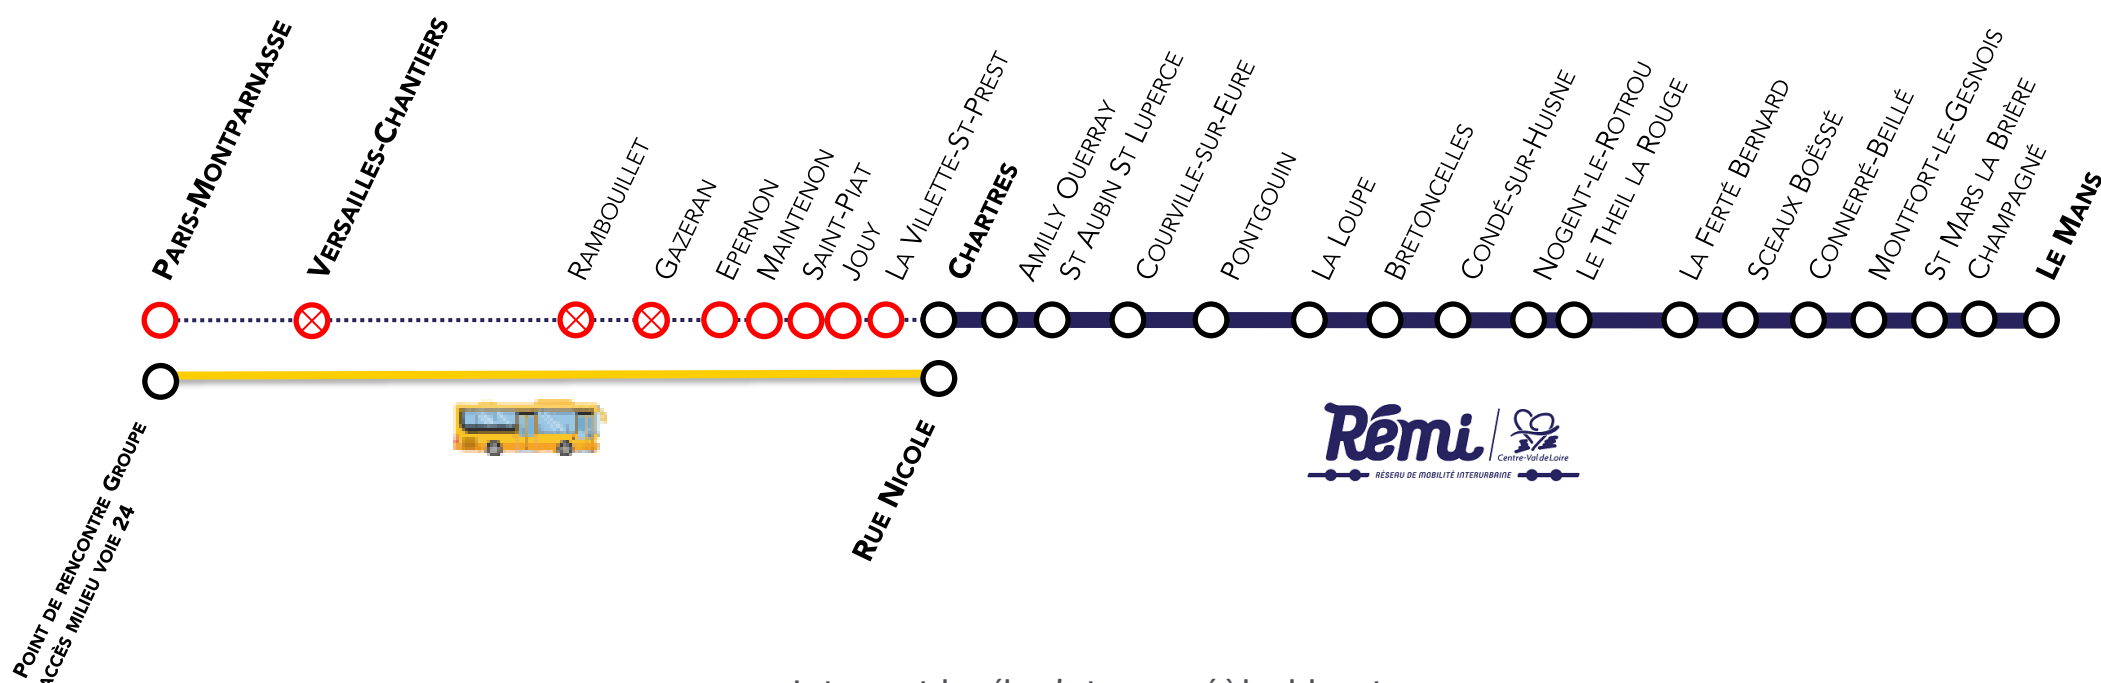 PARIS-MONTPARNASSE
VERSAILLES-CHANTIERS
RAMBOUILLET
GAZERAN
EPERNON
MAINTENON
SAINT-PIAT
JOUY
LA VILLETTE-ST-PREST
CHARTRES
AMILLY OUERRAY
ST AUBIN ST LUPERCE
COURVILLE-SUR-EURE
PONTGOUIN
LA LOUPE
BRETONCELLES
CONDÉ-SUR-HUISNE
NOGENT-LE-ROTROU
LE THEIL LA ROUGE
LA FERTÉ BERNARD
SCEAUX BOËSSÉ
CONNERRÉ-BEILLÉ
MONTFORT-LE-GESNOIS
ST MARS LA BRIÈRE
CHAMPAGNÉ
LE MANS
POINT DE RENCONTRE GROUPE
ACCÈS MILIEU VOIE 24
RUE NICOLE
Rémi
Centre-Val de Loire
RÉSEAU DE MOBILITÉ INTERURBAINE